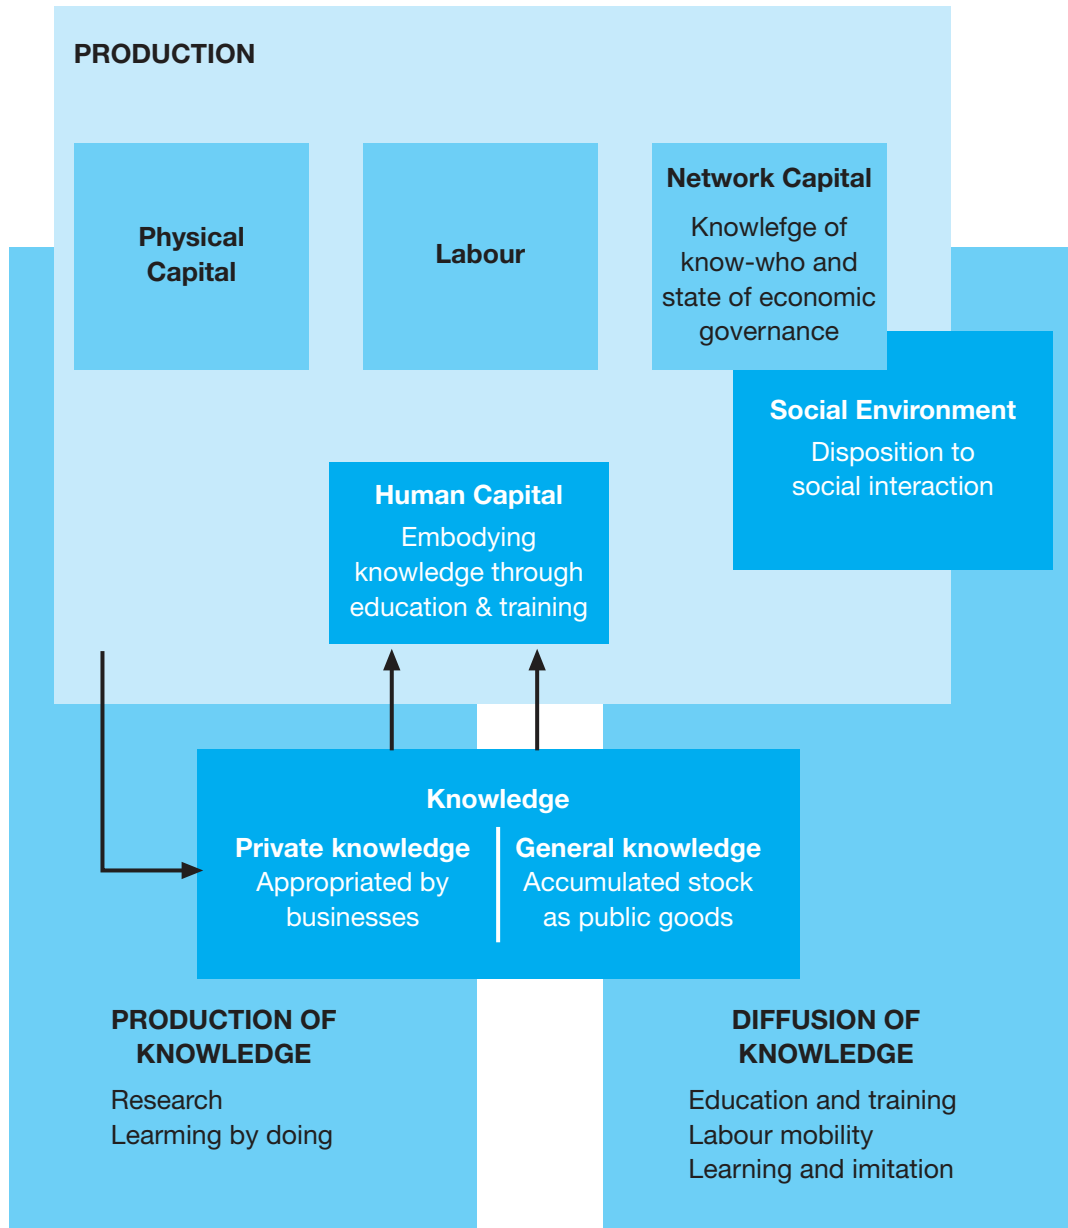 PRODUCTION
Physical
Capital
Labour
Network Capital
Knowlefge of
know-who and
state of economic
governance
Social Environment
Disposition to
social interaction
Human Capital
Embodying
knowledge through
education & training
Knowledge
Private knowledge
Appropriated by
businesses
General knowledge
Accumulated stock
as public goods
PRODUCTION OF
KNOWLEDGE
Research
Learming by doing
DIFFUSION OF
KNOWLEDGE
Education and training
Labour mobility
Learning and imitation